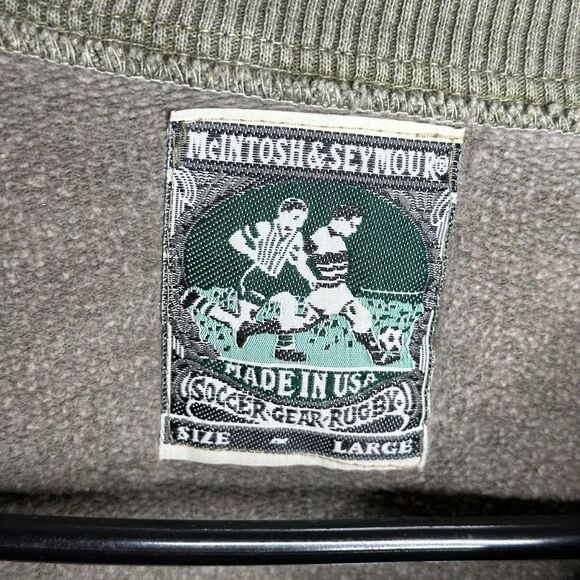 McINTOSH & SEYMOUR®
MADE IN USA
SOCCER-GEAR-RUGBY
SIZE - LARGE